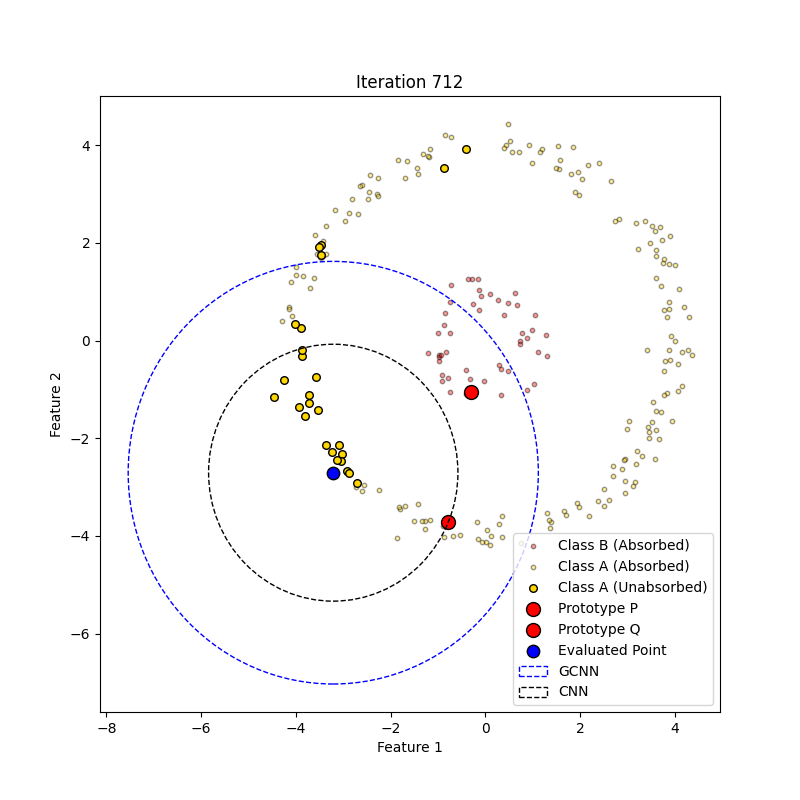 Iteration 712
Feature 2
4
2
0
−2
−4
−6
−8
−6
−4
−2
0
2
4
Feature 1
Class B (Absorbed)
Class A (Absorbed)
Class A (Unabsorbed)
Prototype P
Prototype Q
Evaluated Point
GCNN
CNN